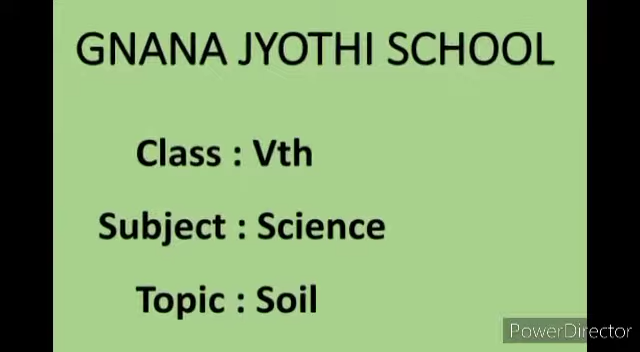 GNANA JYOTHI SCHOOL
Class : Vth
Subject : Science
Topic : Soil
PowerDirector